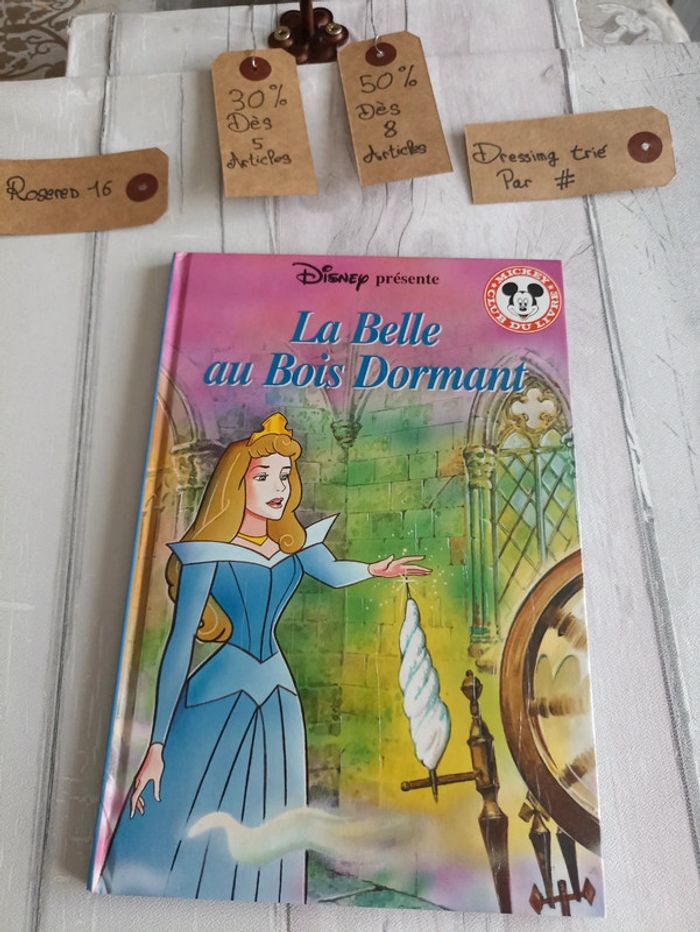 30%
Dès
5
Articles
50%
Dès
8
Articles
Dressing trié
Par #
Rosered 16
Disney présente
MICKEY
CLUB DU LIVRE
La Belle
au Bois Dormant